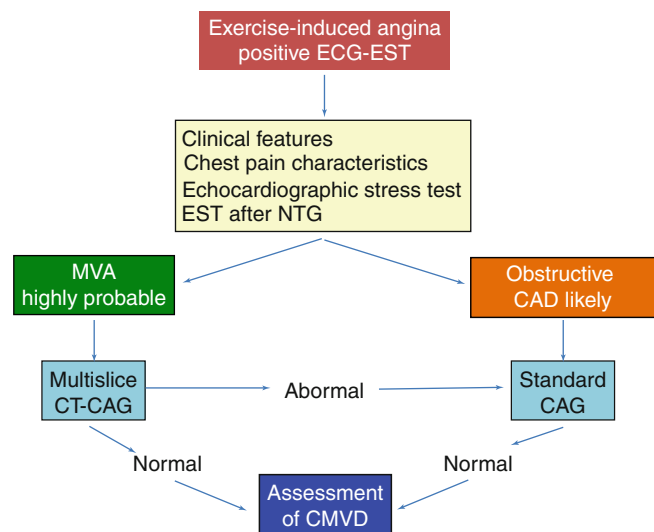 Exercise-induced angina
positive ECG-EST
Clinical features
Chest pain characteristics
Echocardiographic stress test
EST after NTG
MVA
highly probable
Obstructive
CAD likely
Multislice
CT-CAG
Abormal
Standard
CAG
Normal
Normal
Assessment
of CMVD